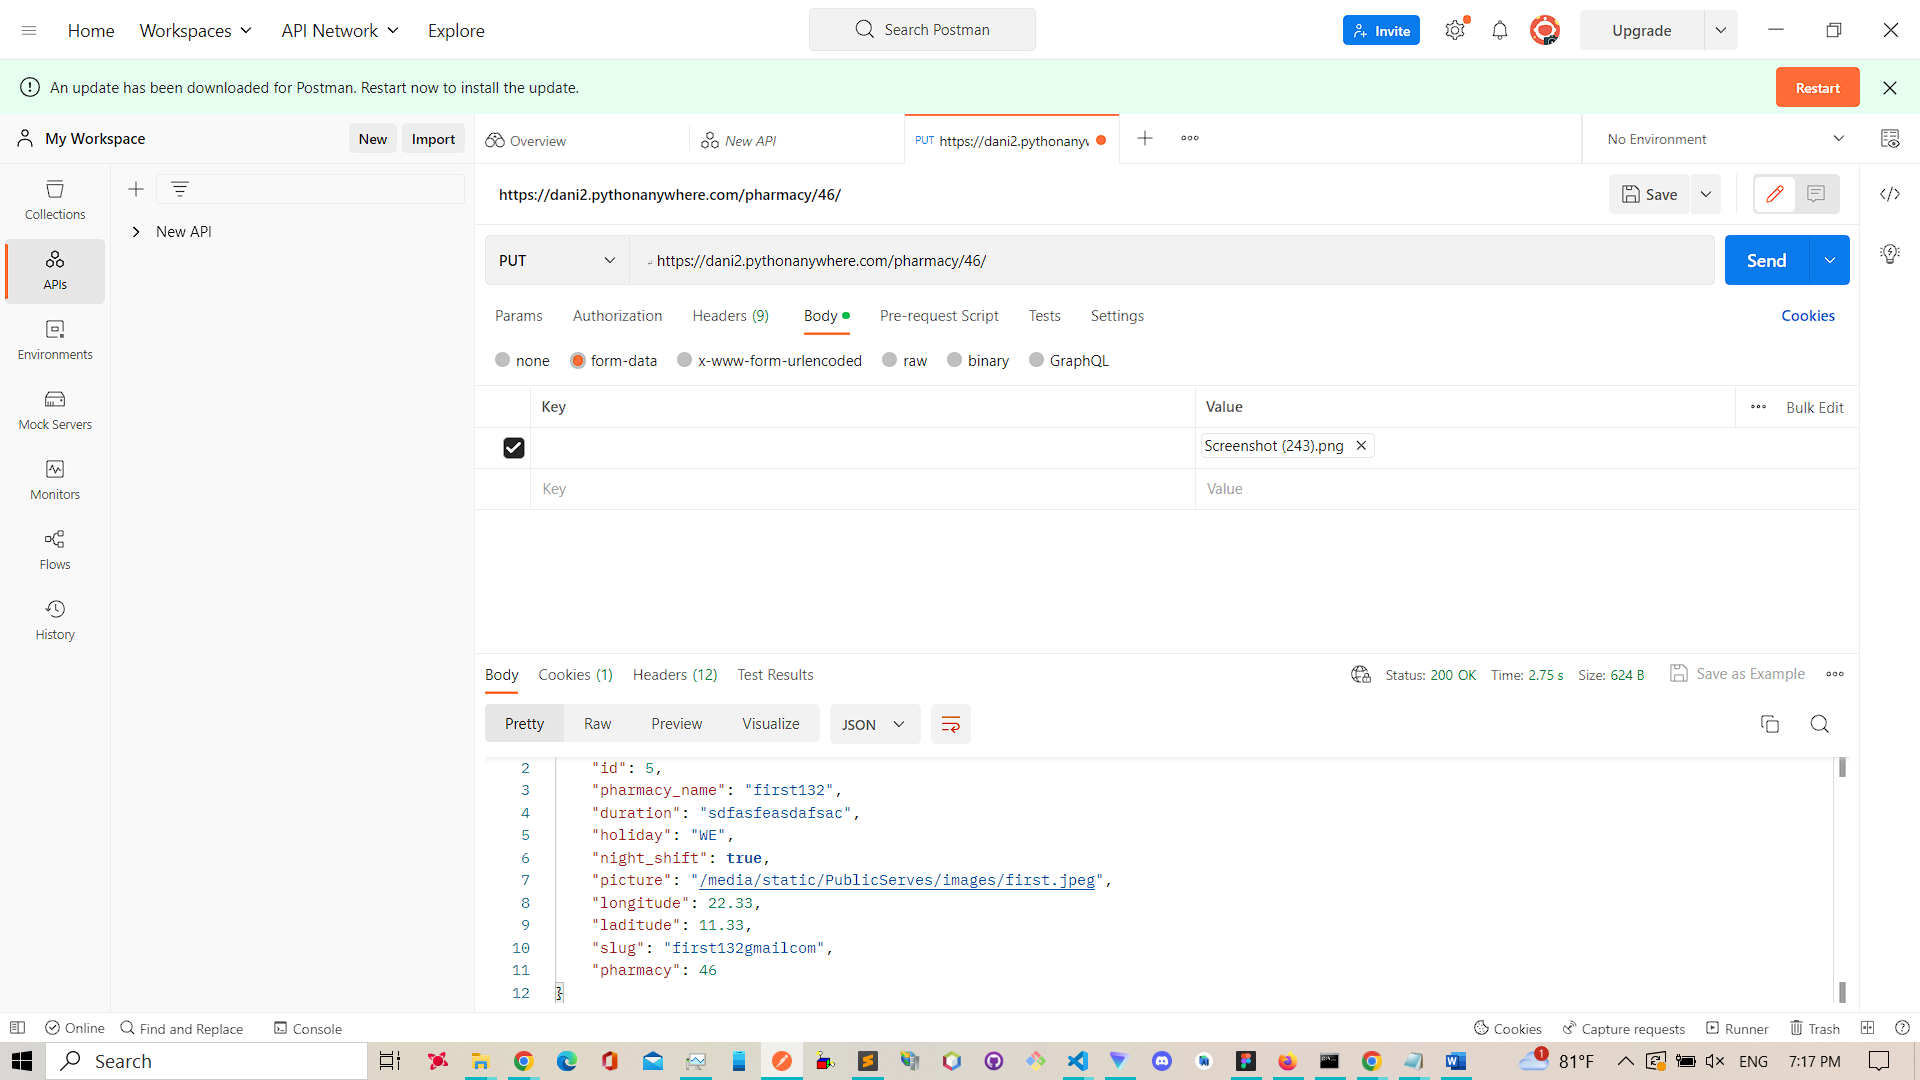 Home Workspaces API Network Explore Search Postman Invite Upgrade
An update has been downloaded for Postman. Restart now to install the update. Restart
My Workspace New Import Overview New API PUT https://dani2.pythonanyw No Environment
https://dani2.pythonanywhere.com/pharmacy/46/ Save
Collections
New API
PUT https://dani2.pythonanywhere.com/pharmacy/46/ Send
APIs
Params Authorization Headers (9) Body Pre-request Script Tests Settings Cookies
Environments
none form-data x-www-form-urlencoded raw binary GraphQL
Key Value Bulk Edit
Mock Servers
Screenshot (243).png
Key Value
Monitors
Flows
History
Body Cookies (1) Headers (12) Test Results Status: 200 OK Time: 2.75 s Size: 624 B Save as Example
Pretty Raw Preview Visualize JSON
2 "id": 5,
3 "pharmacy_name": "first132",
4 "duration": "sdfasfeasdafsac",
5 "holiday": "WE",
6 "night_shift": true,
7 "picture": "/media/static/PublicServes/images/first.jpeg",
8 "longitude": 22.33,
9 "laditude": 11.33,
10 "slug": "first132gmailcom",
11 "pharmacy": 46
12 }
Online Find and Replace Console Cookies Capture requests Runner Trash
Search 1 81°F ENG 7:17 PM